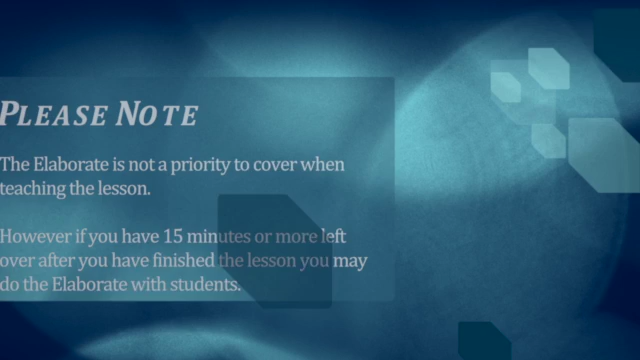 PLEASE NOTE
The Elaborate is not a priority to cover when
teaching the lesson.
However if you have 15 minutes or more left
over after you have finished the lesson you may
do the Elaborate with students.